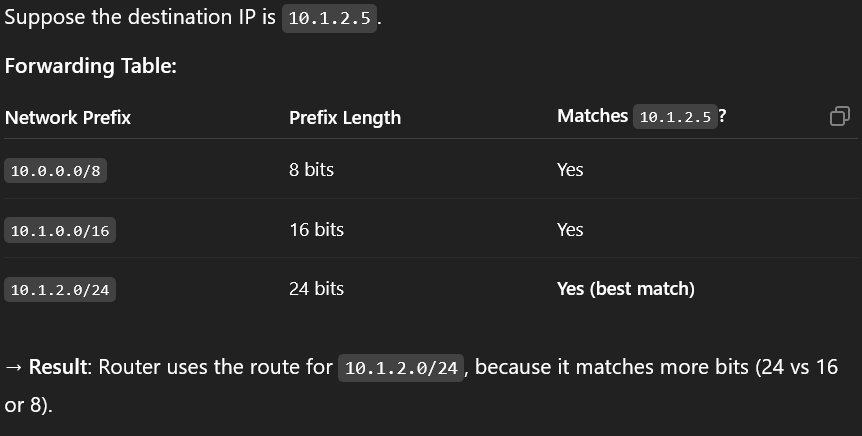 Suppose the destination IP is 10.1.2.5.
Forwarding Table:
Network Prefix Prefix Length Matches 10.1.2.5?
10.0.0.0/8 8 bits Yes
10.1.0.0/16 16 bits Yes
10.1.2.0/24 24 bits Yes (best match)
→ Result: Router uses the route for 10.1.2.0/24, because it matches more bits (24 vs 16
or 8).